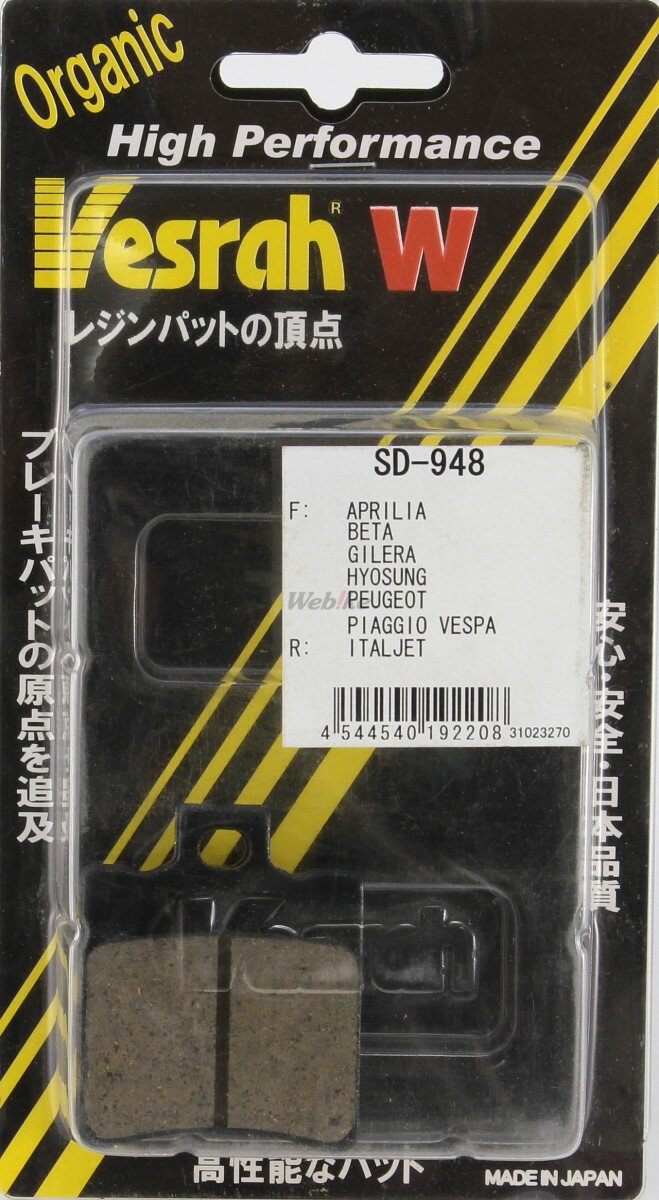 Organic
High Performance
Vesrah® W
レジンパットの頂点
SD-948
F: APRILIA
BETA
GILERA
HYOSUNG
PEUGEOT
PIAGGIO VESPA
R: ITALJET
4 544540 192208 31023270
Webike
ブレーキパットの原点を追及
安心・安全・日本品質
Vesrah
高性能なパット
MADE IN JAPAN